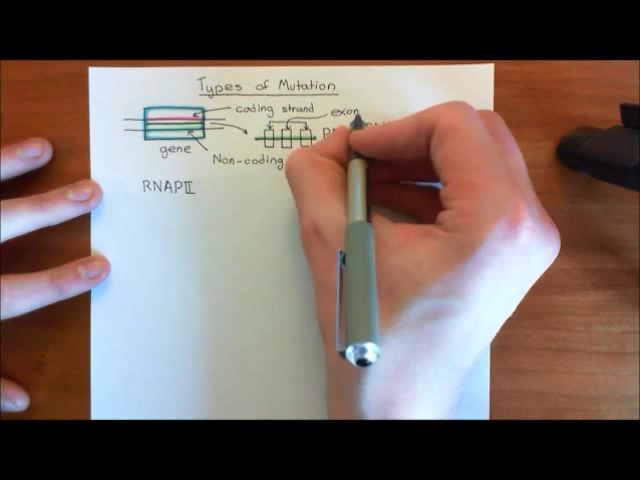 Types of Mutation
coding strand
exon
gene
Non-coding
RNAPII